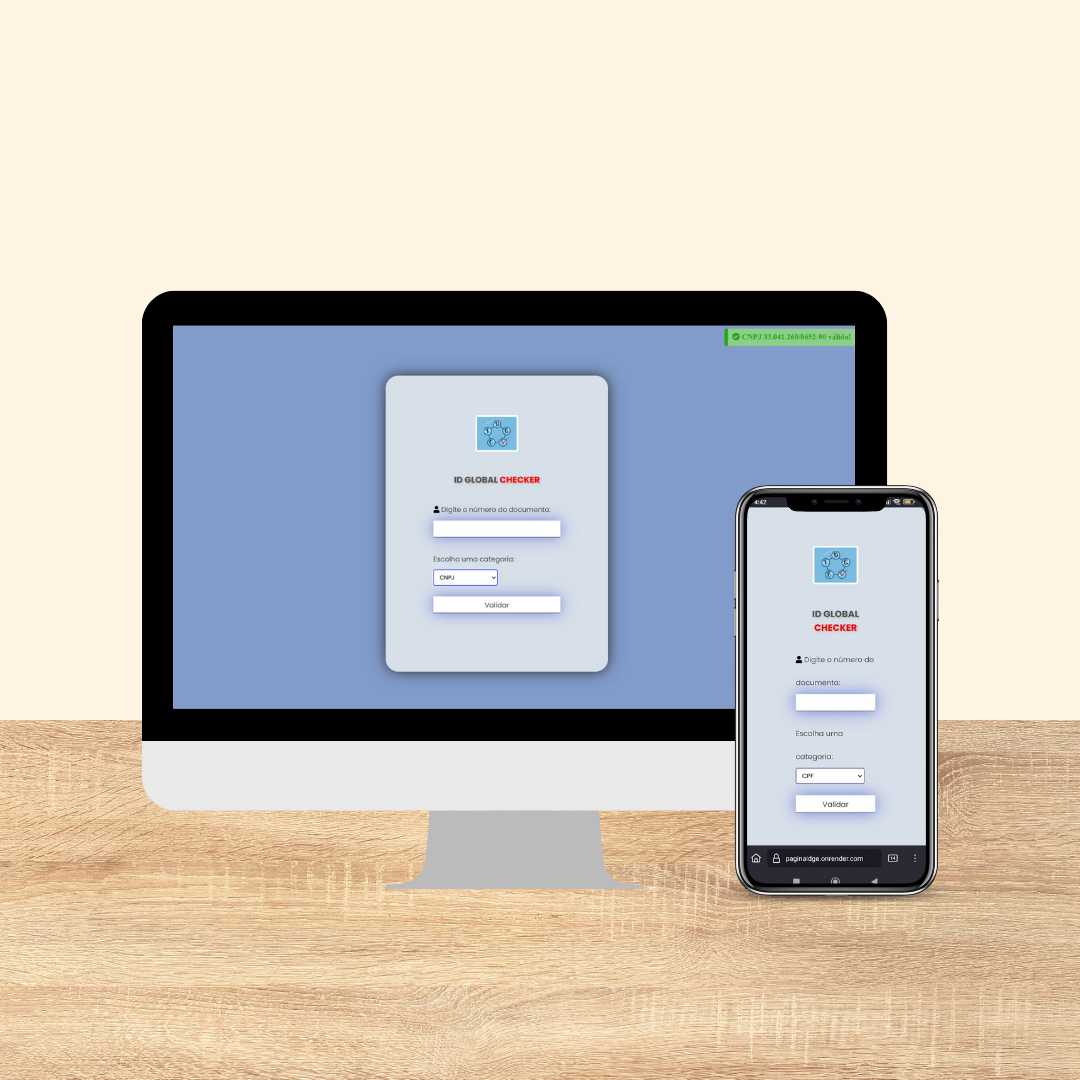 CNPJ 33.041.260/0652-90 válido!
ID GLOBAL CHECKER
Digite o número do documento:
Escolha uma categoria:
CNPJ
Validar
4:42
ID GLOBAL
CHECKER
Digite o número do
documento:
Escolha uma
categoria:
CPF
Validar
paginaidge.onrender.com
14